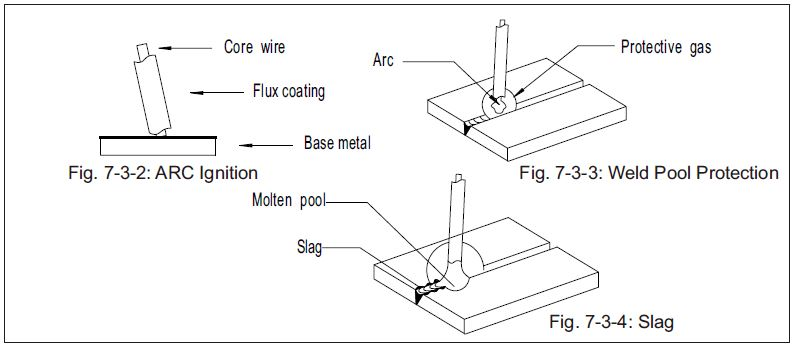 Core wire
Flux coating
Base metal
Fig. 7-3-2: ARC Ignition
Arc
Protective gas
Fig. 7-3-3: Weld Pool Protection
Molten pool
Slag
Fig. 7-3-4: Slag